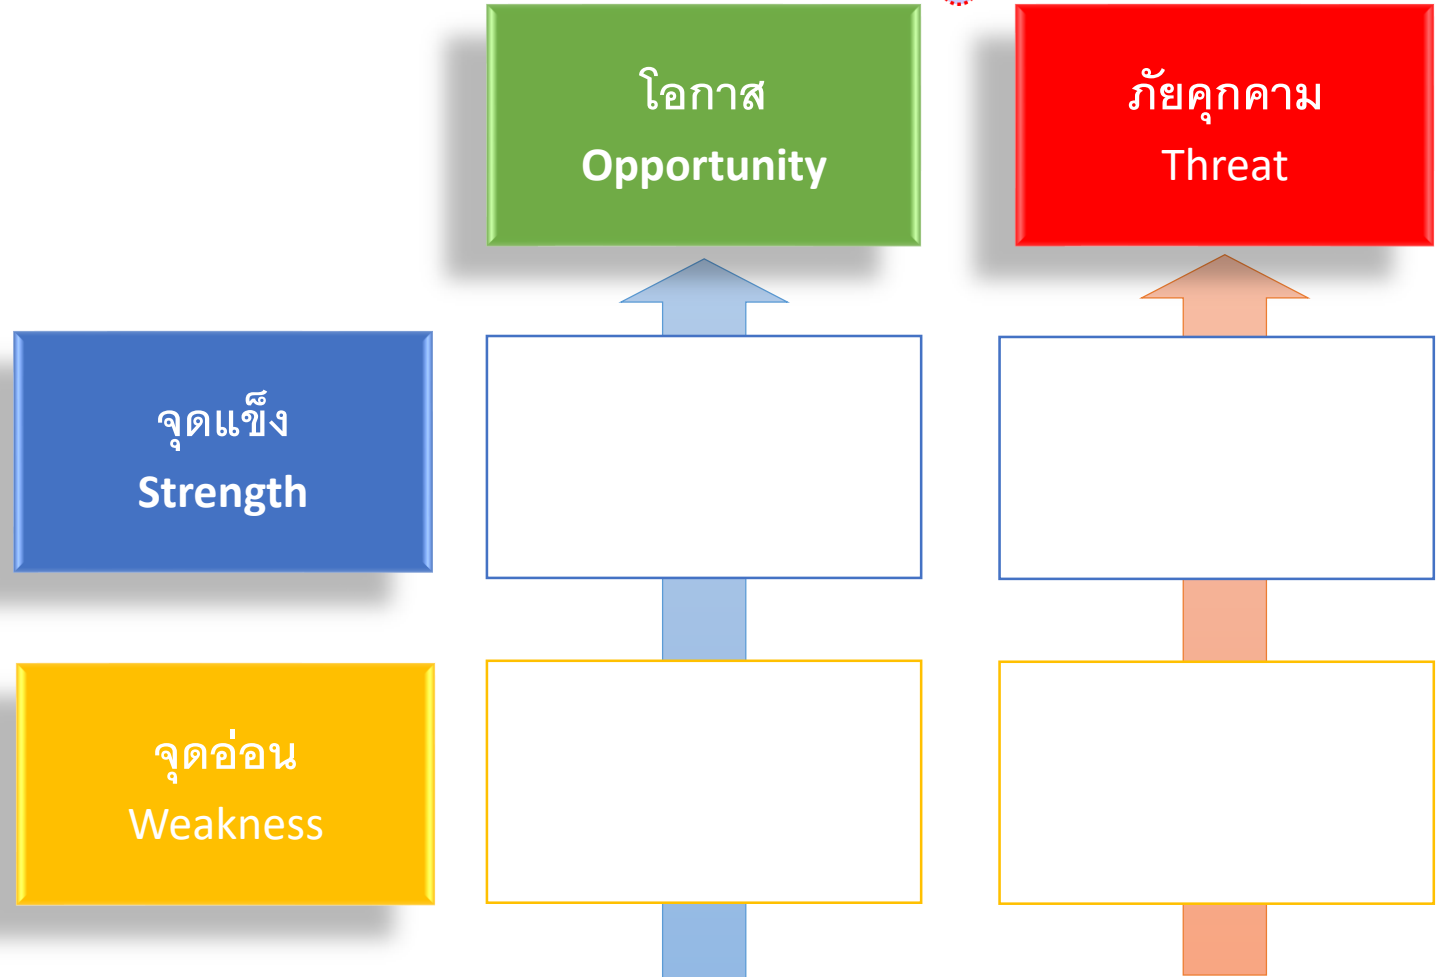 โอกาส
Opportunity
ภัยคุกคาม
Threat
จุดแข็ง
Strength
จุดอ่อน
Weakness